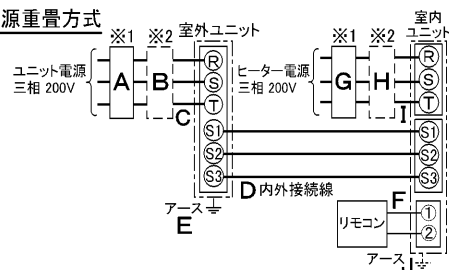 源重畳方式
※1 ※2 室外ユニット
ユニット電源
三相 200V
A B
R
S
T
C
S1
S2
S3
D 内外接続線
アース
E
※1 ※2 室内
ユニット
ヒーター電源
三相 200V
G H
R
S
T
I
S1
S2
S3
F
リモコン
①
②
アース